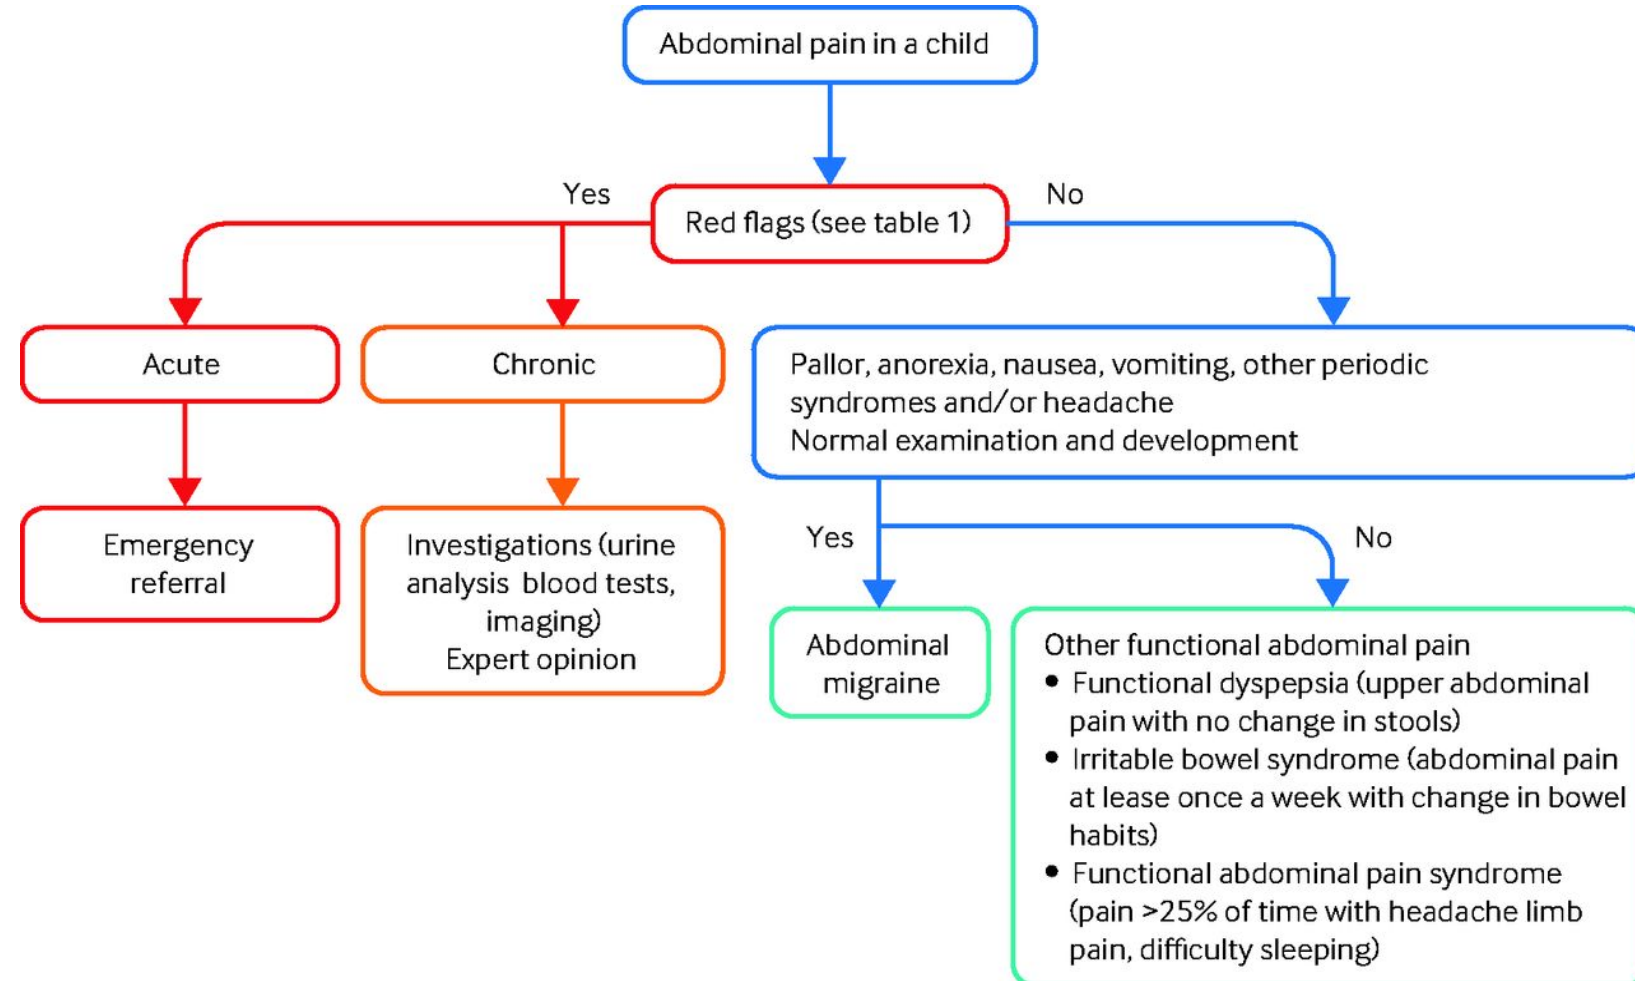 Abdominal pain in a child
Yes
Red flags (see table 1)
No
Acute
Chronic
Pallor, anorexia, nausea, vomiting, other periodic
syndromes and/or headache
Normal examination and development
Emergency
referral
Investigations (urine
analysis blood tests,
imaging)
Expert opinion
Yes
No
Abdominal
migraine
Other functional abdominal pain
• Functional dyspepsia (upper abdominal
pain with no change in stools)
• Irritable bowel syndrome (abdominal pain
at lease once a week with change in bowel
habits)
• Functional abdominal pain syndrome
(pain >25% of time with headache limb
pain, difficulty sleeping)